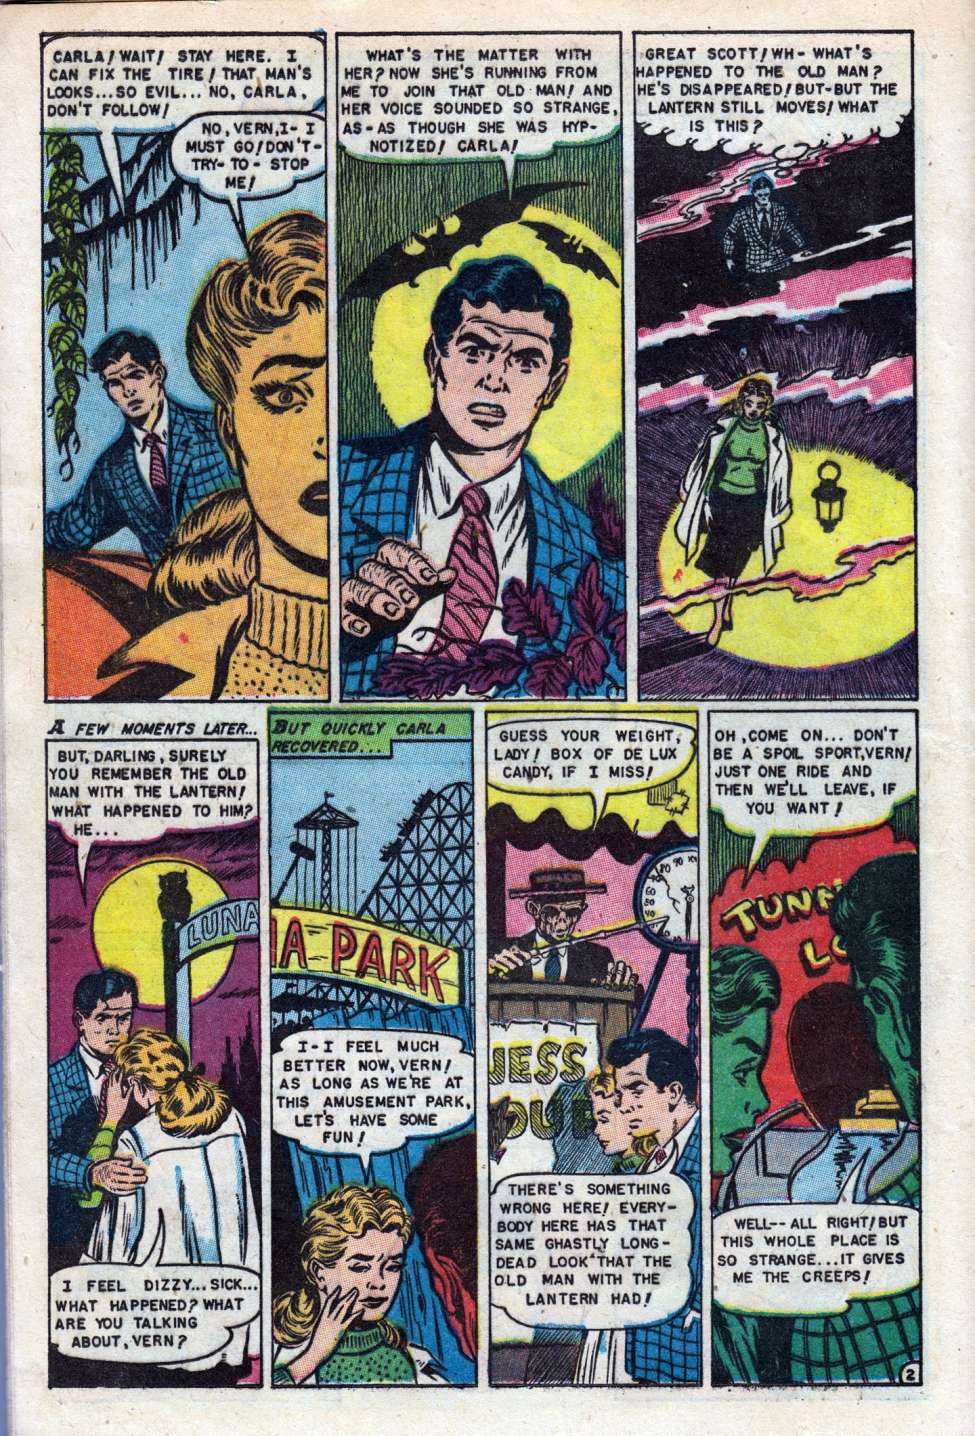 CARLA! WAIT! STAY HERE. I
CAN FIX THE TIRE! THAT MAN'S
LOOKS...SO EVIL... NO, CARLA,
DON'T FOLLOW!
NO, VERN, I- I
MUST GO! DON'T-
TRY-TO-STOP
ME!
WHAT'S THE MATTER WITH
HER? NOW SHE'S RUNNING FROM
ME TO JOIN THAT OLD MAN! AND
HER VOICE SOUNDED SO STRANGE,
AS-AS THOUGH SHE WAS HYP-
NOTIZED! CARLA!
GREAT SCOTT! WH-WHAT'S
HAPPENED TO THE OLD MAN?
HE'S DISAPPEARED! BUT-BUT THE
LANTERN STILL MOVES! WHAT
IS THIS?
A FEW MOMENTS LATER...
BUT, DARLING, SURELY
YOU REMEMBER THE OLD
MAN WITH THE LANTERN!
WHAT HAPPENED TO HIM?
HE...
LUNA
I FEEL DIZZY...SICK...
WHAT HAPPENED? WHAT
ARE YOU TALKING
ABOUT, VERN?
BUT QUICKLY CARLA
RECOVERED...
NA PARK
I-I FEEL MUCH
BETTER NOW, VERN!
AS LONG AS WE'RE AT
THIS AMUSEMENT PARK,
LET'S HAVE SOME
FUN!
GUESS YOUR WEIGHT,
LADY! BOX OF DE LUX
CANDY, IF I MISS!
UESS
OUR
THERE'S SOMETHING
WRONG HERE! EVERY-
BODY HERE HAS THAT
SAME GHASTLY LONG-
DEAD LOOK THAT THE
OLD MAN WITH THE
LANTERN HAD!
OH, COME ON... DON'T
BE A SPOIL SPORT, VERN!
JUST ONE RIDE AND
THEN WE'LL LEAVE, IF
YOU WANT!
TUNN
LO
WELL--ALL RIGHT! BUT
THIS WHOLE PLACE IS
SO STRANGE...IT GIVES
ME THE CREEPS!
2